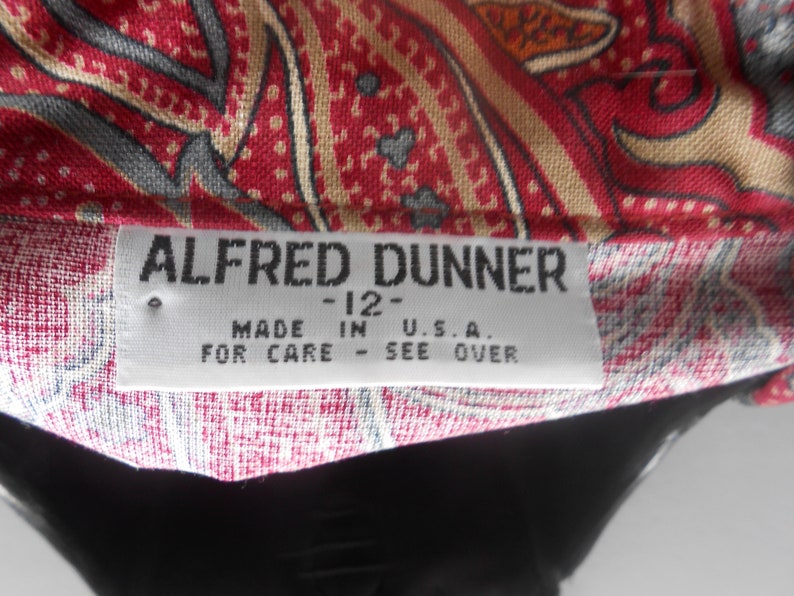 ALFRED DUNNER
-12-
MADE IN U.S.A.
FOR CARE - SEE OVER